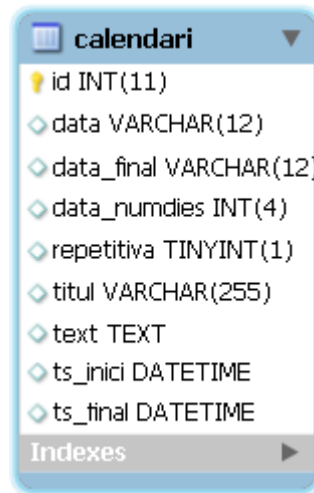 calendari
id INT(11)
data VARCHAR(12)
data_final VARCHAR(12)
data_numdies INT(4)
repetitiva TINYINT(1)
titul VARCHAR(255)
text TEXT
ts_inici DATETIME
ts_final DATETIME
Indexes